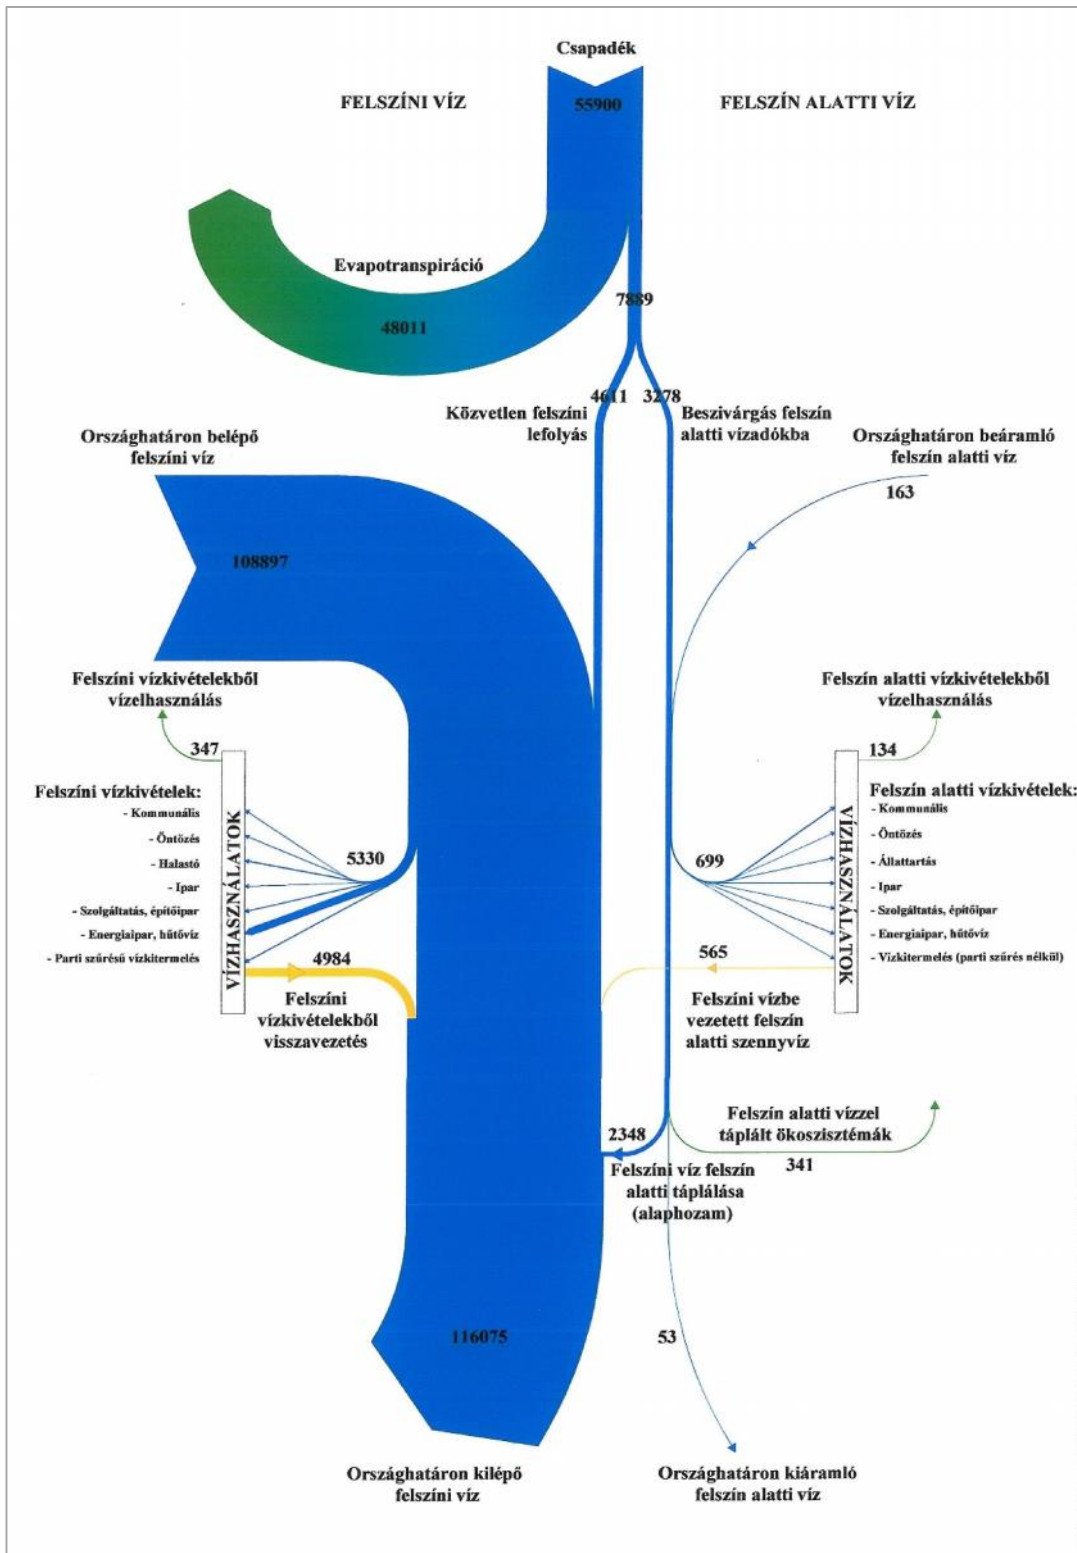 Csapadék
FELSZÍNI VÍZ
55900
FELSZÍN ALATTI VÍZ
Evapotranspiráció
48011
7889
4611
3278
Közvetlen felszíni
lefolyás
Beszivárgás felszín
alatti vízadókba
Országhatáron belépő
felszíni víz
Országhatáron beáramló
felszín alatti víz
163
108897
Felszíni vízkivételekből
vízelhasználás
Felszín alatti vízkivételekből
vízelhasználás
347
134
Felszíni vízkivételek:
- Kommunális
- Öntözés
- Halastó
- Ipar
- Szolgáltatás, építőipar
- Energiaipar, hűtővíz
- Parti szűrésű vízkitermelés
VÍZHASZNÁLATOK
5330
4984
Felszíni
vízkivételekből
visszavezetés
699
VÍZHASZNÁLATOK
Felszín alatti vízkivételek:
- Kommunális
- Öntözés
- Állattartás
- Ipar
- Szolgáltatás, építőipar
- Energiaipar, hűtővíz
- Vízkitermelés (parti szűrés nélkül)
565
Felszíni vízbe
vezetett felszín
alatti szennyvíz
2348
Felszíni víz felszín
alatti táplálása
(alaphozam)
Felszín alatti vízzel
táplált ökoszisztémák
341
116075
53
Országhatáron kilépő
felszíni víz
Országhatáron kiáramló
felszín alatti víz